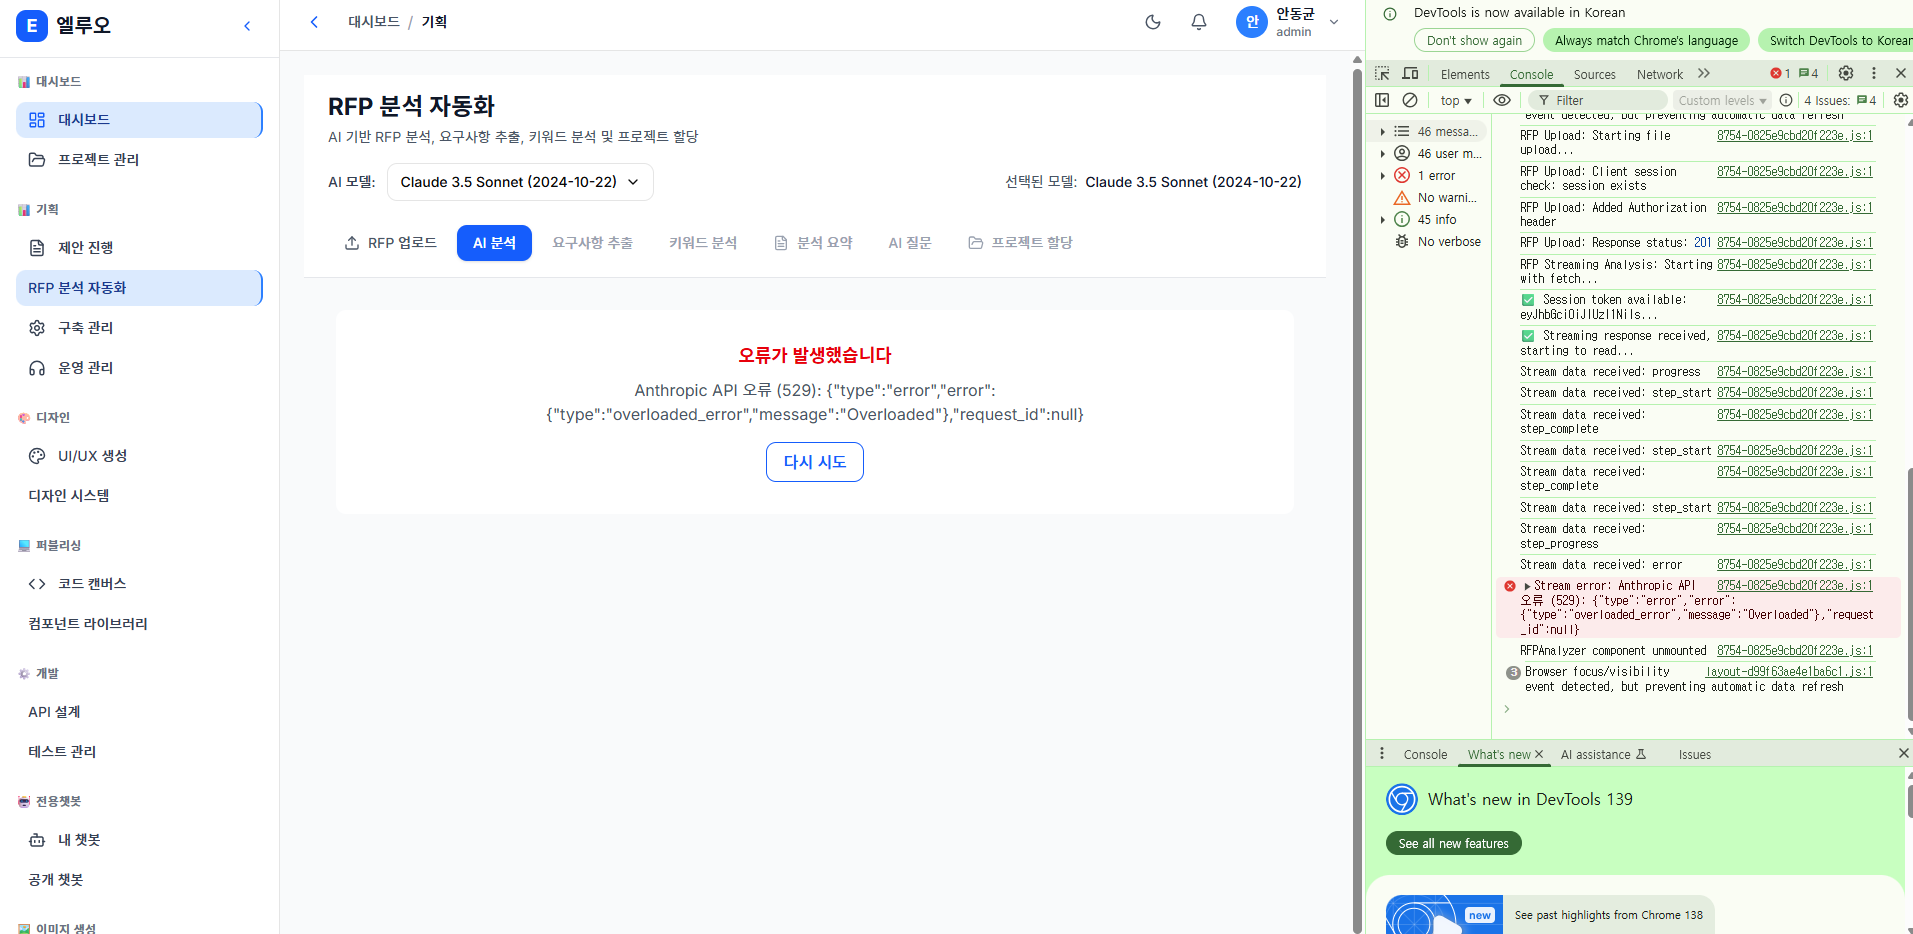 E 엘루오
대시보드
대시보드
프로젝트 관리
기획
제안 진행
RFP 분석 자동화
구축 관리
운영 관리
디자인
UI/UX 생성
디자인 시스템
퍼블리싱
코드 캔버스
컴포넌트 라이브러리
개발
API 설계
테스트 관리
전용챗봇
내 챗봇
공개 챗봇
이미지 생성
대시보드 / 기획
안 안동균
admin
RFP 분석 자동화
AI 기반 RFP 분석, 요구사항 추출, 키워드 분석 및 프로젝트 할당
AI 모델: Claude 3.5 Sonnet (2024-10-22) 선택된 모델: Claude 3.5 Sonnet (2024-10-22)
RFP 업로드 AI 분석 요구사항 추출 키워드 분석 분석 요약 AI 질문 프로젝트 할당
오류가 발생했습니다
Anthropic API 오류 (529): {"type":"error","error":
{"type":"overloaded_error","message":"Overloaded"},"request_id":null}
다시 시도
DevTools is now available in Korean
Don't show again Always match Chrome's language Switch DevTools to Korean
Elements Console Sources Network 1 4
top Filter Custom levels 4 Issues: 4
46 messa...
46 user m...
1 error
No warni...
45 info
No verbose
event detected, but preventing automatic data refresh
RFP Upload: Starting file 8754-0825e9cbd20f223e.js:1
upload...
RFP Upload: Client session 8754-0825e9cbd20f223e.js:1
check: session exists
RFP Upload: Added Authorization 8754-0825e9cbd20f223e.js:1
header
RFP Upload: Response status: 201 8754-0825e9cbd20f223e.js:1
RFP Streaming Analysis: Starting 8754-0825e9cbd20f223e.js:1
with fetch...
✅ Session token available: 8754-0825e9cbd20f223e.js:1
eyJhbGciOiJIUzI1NiIs...
✅ Streaming response received, 8754-0825e9cbd20f223e.js:1
starting to read...
Stream data received: progress 8754-0825e9cbd20f223e.js:1
Stream data received: step_start 8754-0825e9cbd20f223e.js:1
Stream data received: 8754-0825e9cbd20f223e.js:1
step_complete
Stream data received: step_start 8754-0825e9cbd20f223e.js:1
Stream data received: 8754-0825e9cbd20f223e.js:1
step_complete
Stream data received: step_start 8754-0825e9cbd20f223e.js:1
Stream data received: 8754-0825e9cbd20f223e.js:1
step_progress
Stream data received: error 8754-0825e9cbd20f223e.js:1
Stream error: Anthropic API 8754-0825e9cbd20f223e.js:1
오류 (529): {"type":"error","error":
{"type":"overloaded_error","message":"Overloaded"},"request
_id":null}
RFPAnalyzer component unmounted 8754-0825e9cbd20f223e.js:1
3 Browser focus/visibility layout-d99f63ae4e1ba6c1.js:1
event detected, but preventing automatic data refresh
Console What's new AI assistance Issues
What's new in DevTools 139
See all new features
new See past highlights from Chrome 138